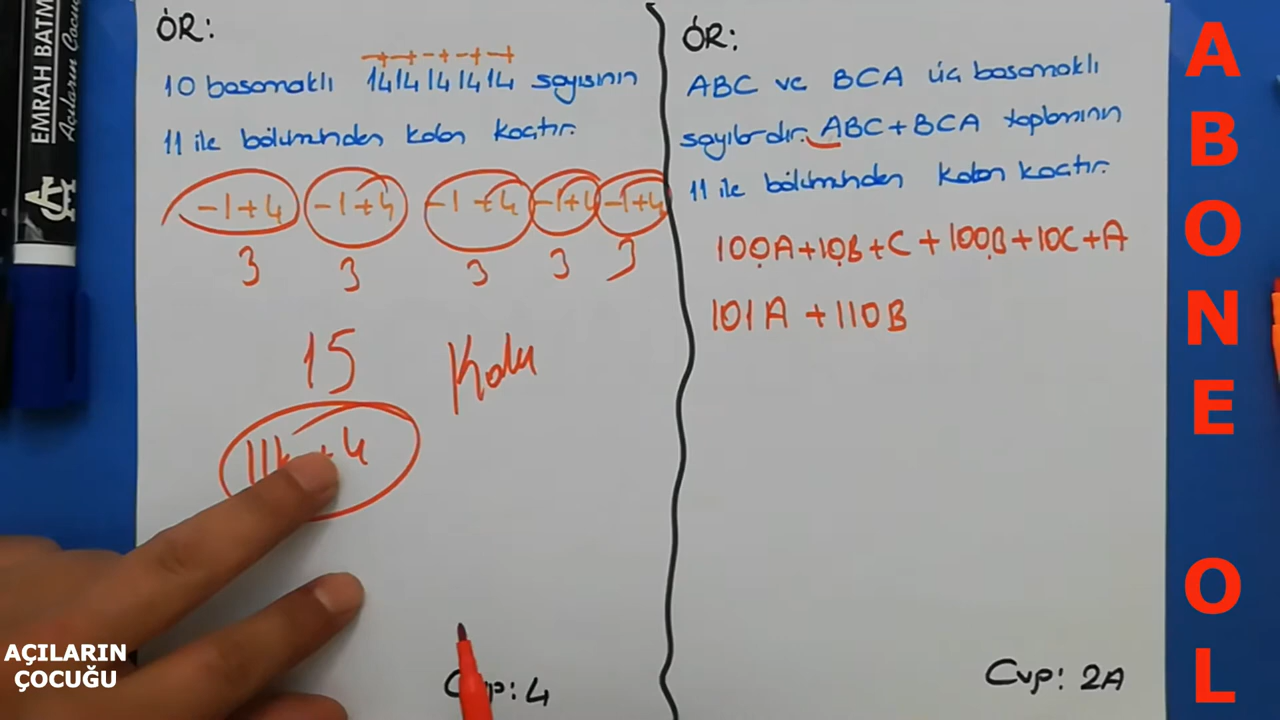 EMRAH BATM
Açıların Çocu
ÖR:
10 basamaklı 1414141414 sayısının
11 ile bölümünden kalan kaçtır.
-1+4 -1+4 -1+4 -1+4 -1+4
3 3 3 3 3
15
Kalan
11k+4
:4
ÖR:
ABC ve BCA üç basamaklı
sayılardır. ABC+BCA toplamının
11 ile bölümünden kalan kaçtır.
100A+10B+C+100B+10C+A
101A+110B
Cvp: 2A
ABONE OL
AÇILARIN
ÇOCUĞU